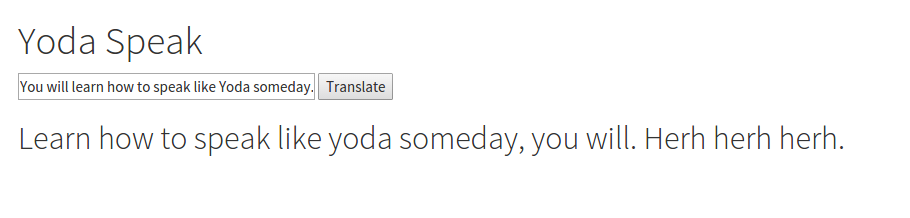 Yoda Speak
You will learn how to speak like Yoda someday. Translate
Learn how to speak like yoda someday, you will. Herh herh herh.